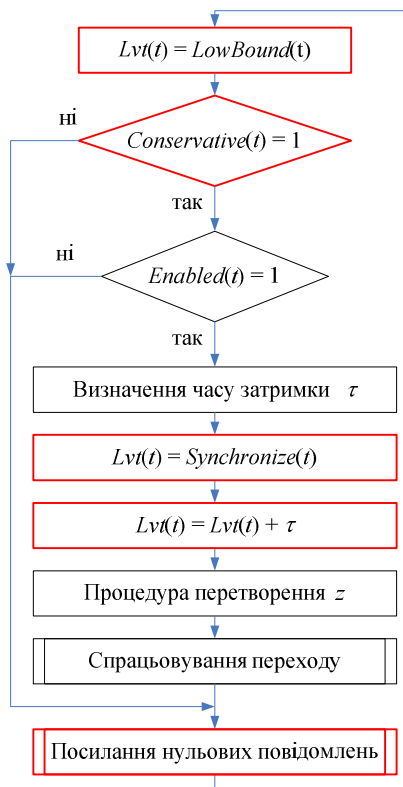 Lvt(t) = LowBound(t)
ні
Conservative(t) = 1
так
ні
Enabled(t) = 1
так
Визначення часу затримки τ
Lvt(t) = Synchronize(t)
Lvt(t) = Lvt(t) + τ
Процедура перетворення z
Спрацьовування переходу
Посилання нульових повідомлень